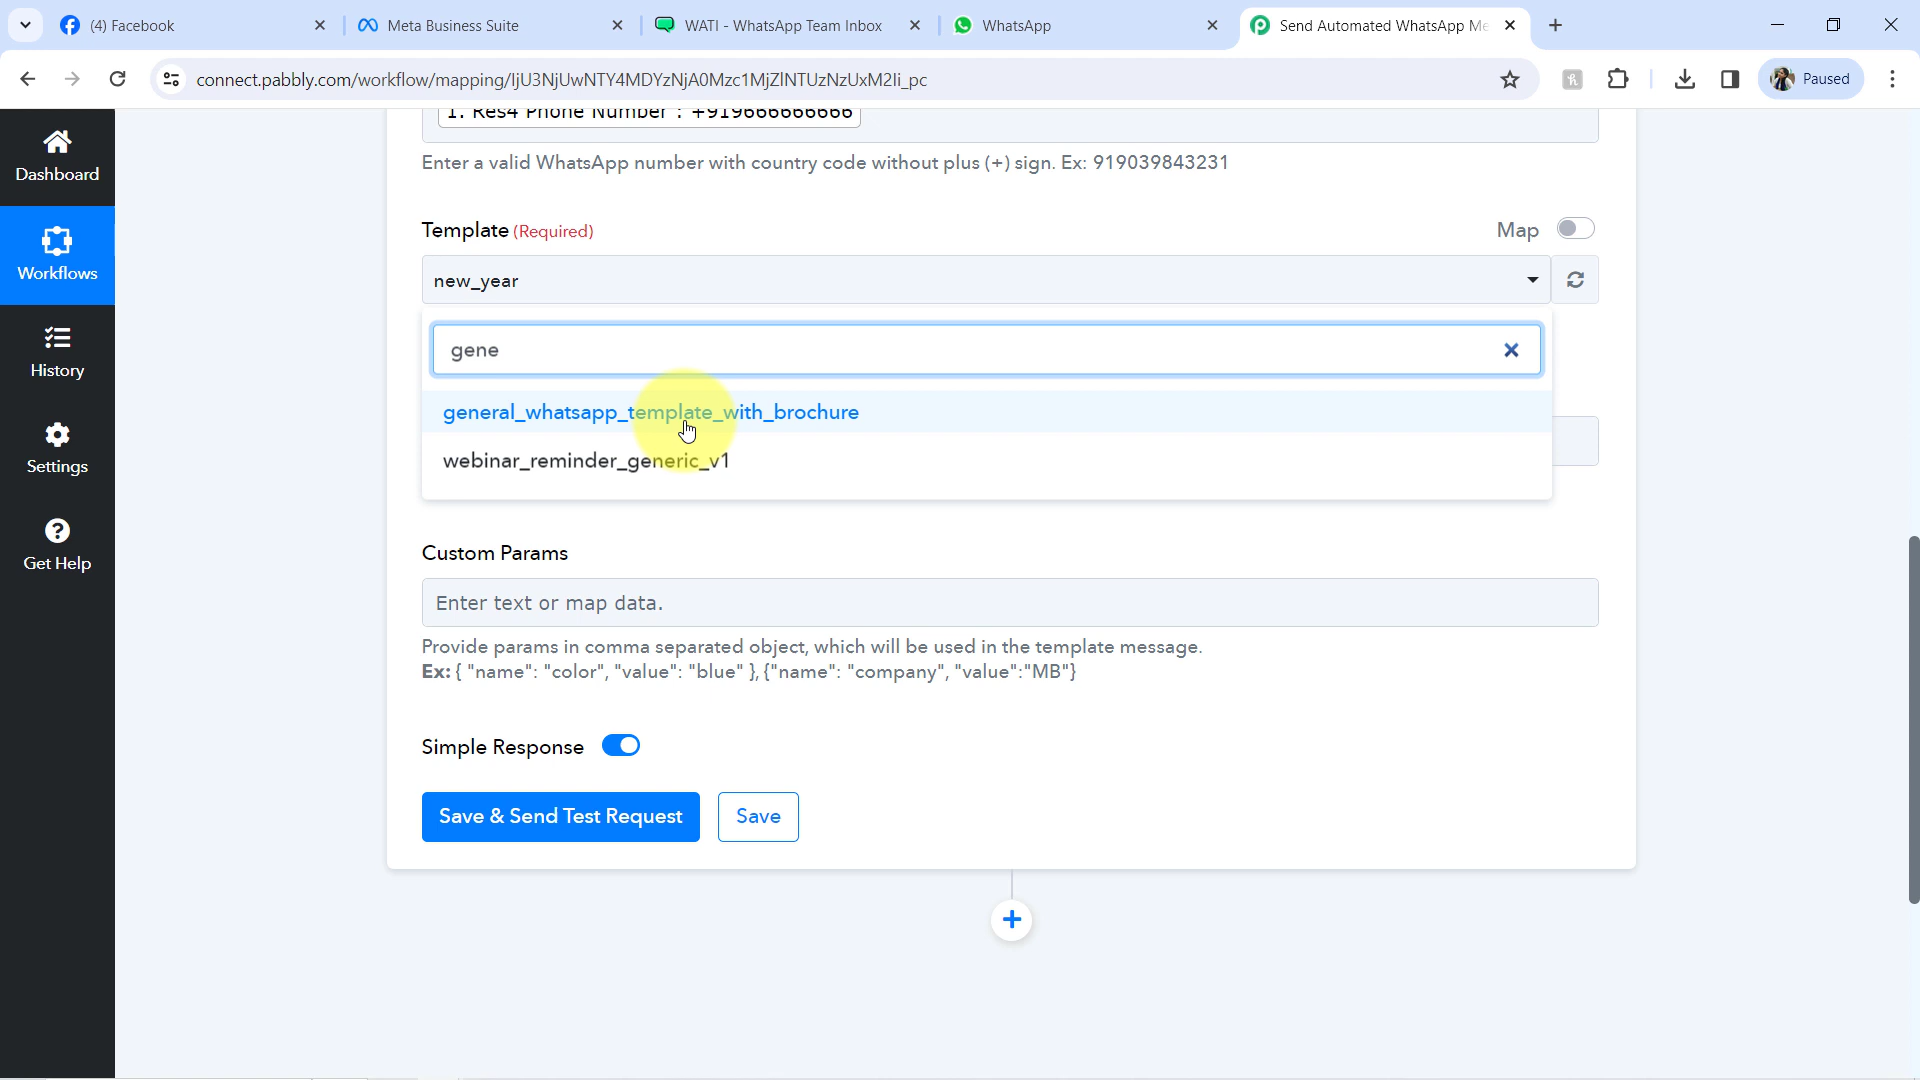 (4) Facebook
Meta Business Suite
WATI - WhatsApp Team Inbox
WhatsApp
Send Automated WhatsApp Me
connect.pabbly.com/workflow/mapping/IjU3NjUwNTY4MDYzNjA0Mzc1MjZlNTUzNzUxM2Ii_pc
Paused
Dashboard
Workflows
History
Settings
Get Help
1. Res4 Phone Number : +919666666666
Enter a valid WhatsApp number with country code without plus (+) sign. Ex: 919039843231
Template (Required)
Map
new_year
gene
general_whatsapp_template_with_brochure
webinar_reminder_generic_v1
Custom Params
Enter text or map data.
Provide params in comma separated object, which will be used in the template message.
Ex: { "name": "color", "value": "blue" }, {"name": "company", "value":"MB"}
Simple Response
Save & Send Test Request
Save